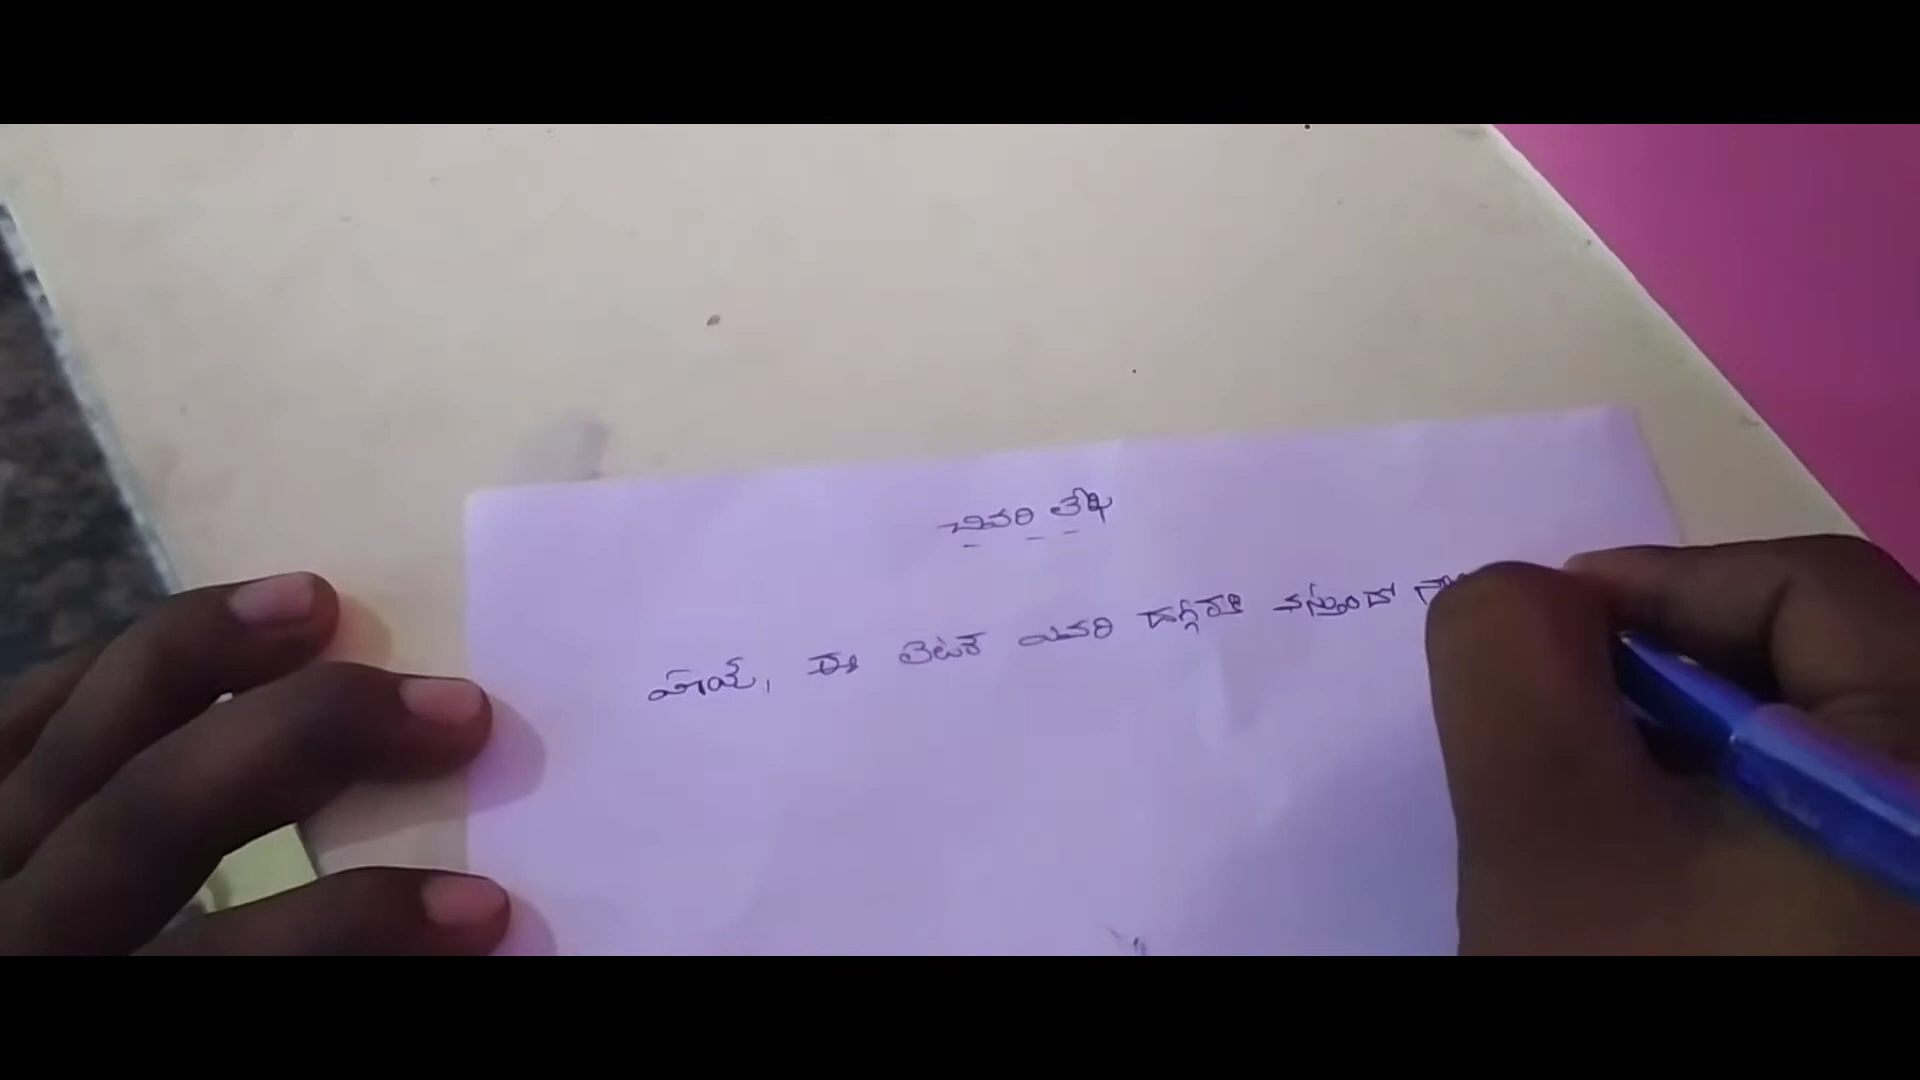 చివరి లేఖ
హాయ్, ఈ లెటర్ ఎవరి దగ్గరకి వస్తుందో